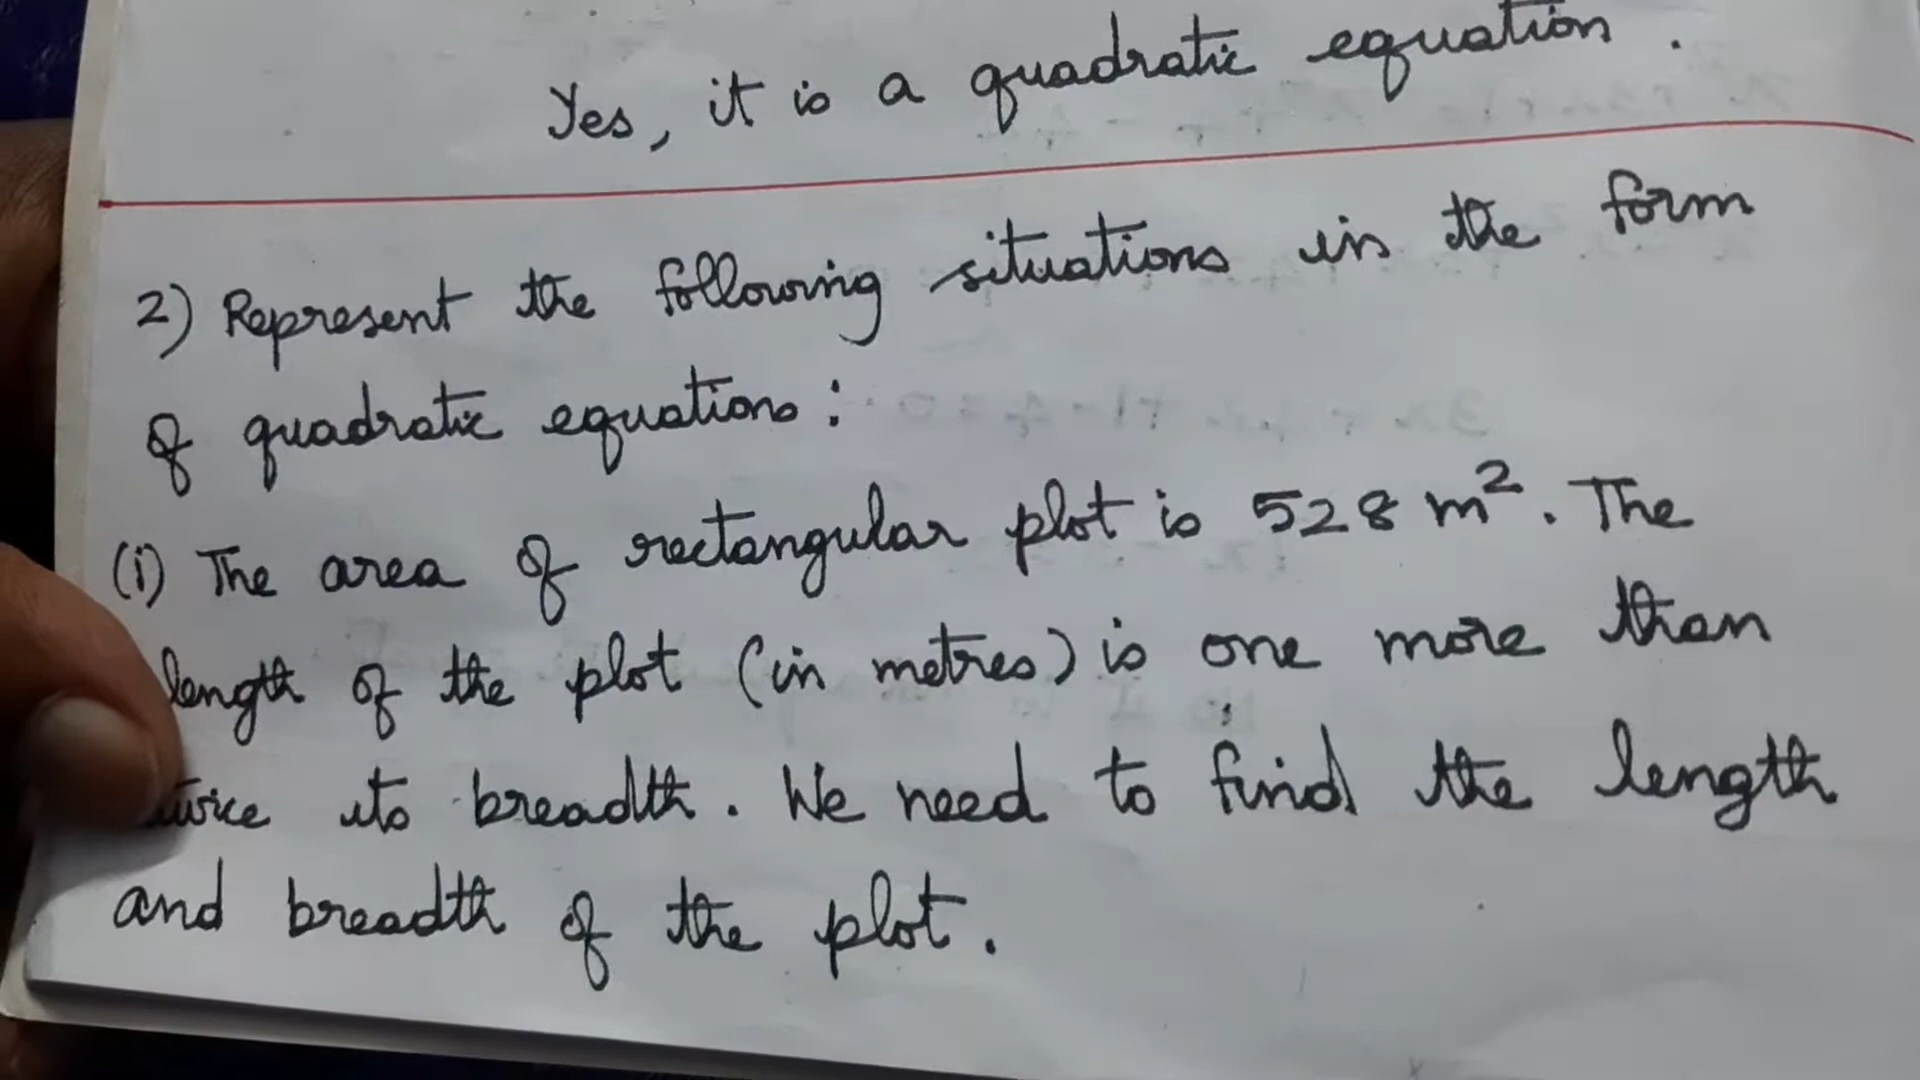 Yes, it is a quadratic equation.
2) Represent the following situations in the form
of quadratic equations:
(i) The area of rectangular plot is 528 m². The
length of the plot (in metres) is one more than
twice its breadth. We need to find the length
and breadth of the plot.